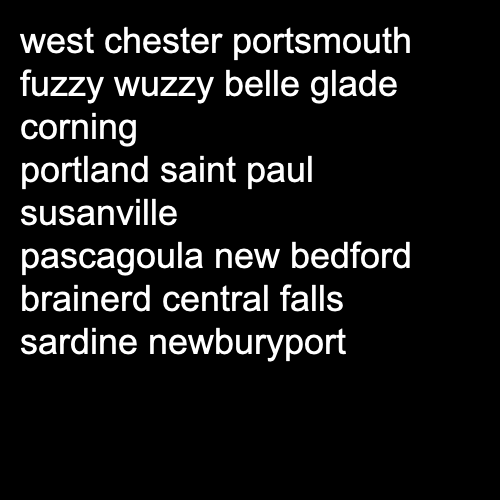 west chester portsmouth
fuzzy wuzzy belle glade
corning
portland saint paul
susanville
pascagoula new bedford
brainerd central falls
sardine newburyport